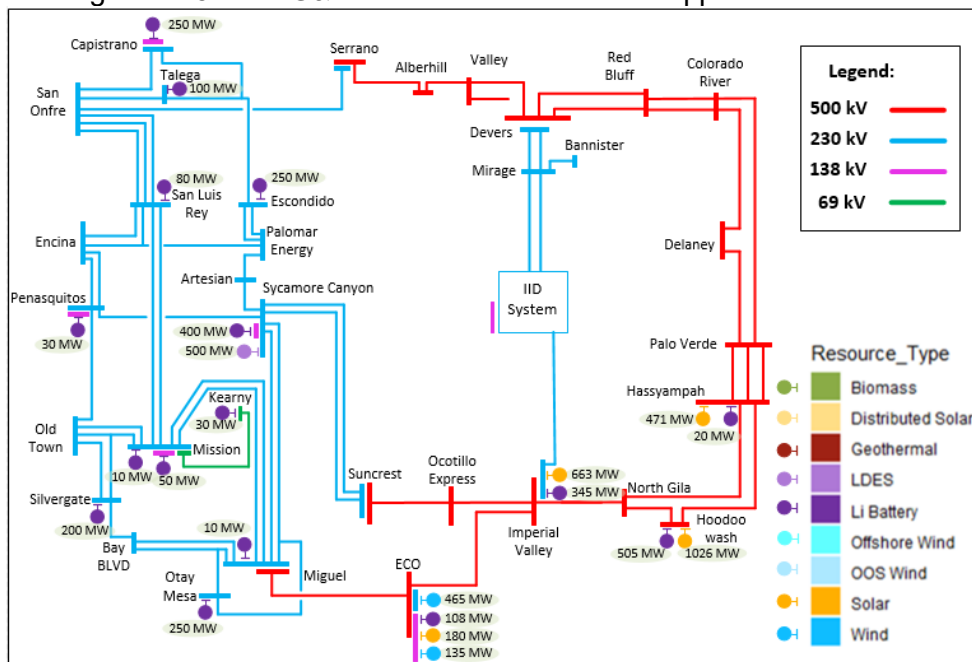 250 MW
Capistrano
Serrano
Alberhill
Valley
Red
Bluff
Colorado
River
Legend:
500 kV
230 kV
138 kV
69 kV
Talega
100 MW
San
Onfre
Devers
Bannister
Mirage
80 MW
San Luis
Rey
250 MW
Escondido
Encina
Palomar
Energy
Delaney
Artesian
Sycamore Canyon
IID
System
Penasquitos
30 MW
400 MW
500 MW
Palo Verde
Hassyampah
471 MW
20 MW
Resource_Type
Biomass
Distributed Solar
Geothermal
LDES
Li Battery
Offshore Wind
OOS Wind
Solar
Wind
Kearny
30 MW
Old
Town
Mission
10 MW
50 MW
Suncrest
Ocotillo
Express
663 MW
345 MW
North Gila
Imperial
Valley
Hoodoo
wash
505 MW
1026 MW
Silvergate
200 MW
Bay
BLVD
10 MW
Miguel
ECO
Otay
Mesa
250 MW
465 MW
108 MW
180 MW
135 MW